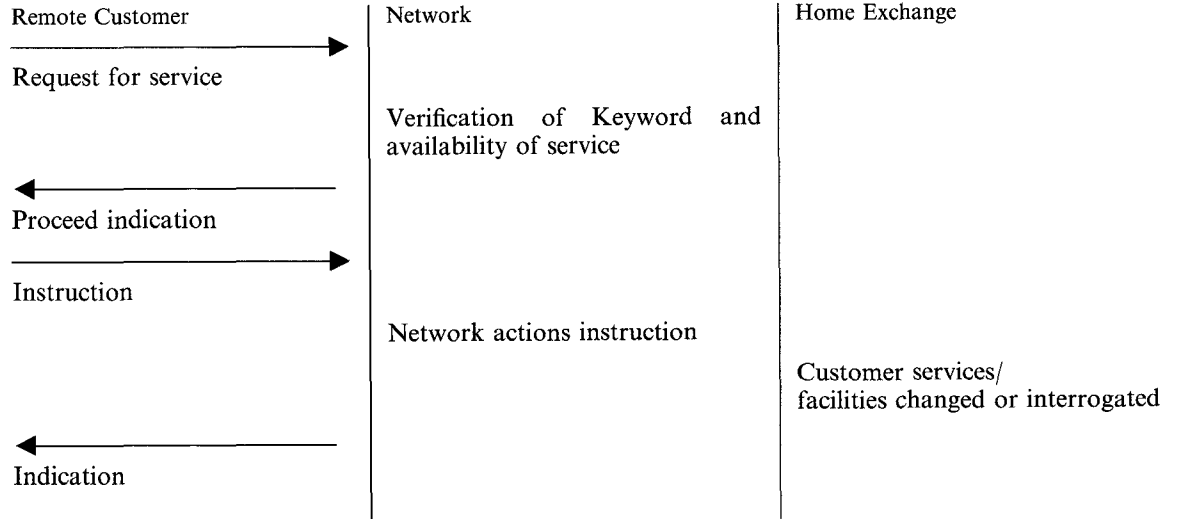 Remote Customer
Network
Home Exchange
Request for service
Verification of Keyword and
availability of service
Proceed indication
Instruction
Network actions instruction
Customer services/
facilities changed or interrogated
Indication